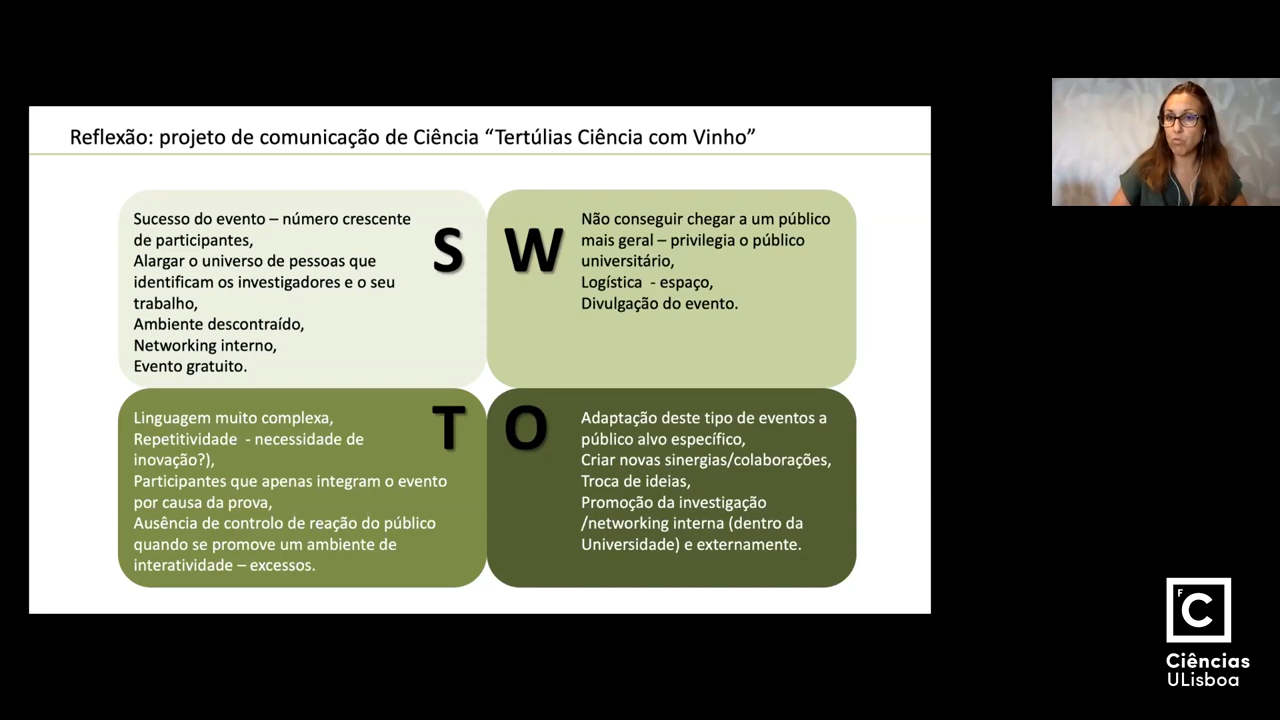 Reflexão: projeto de comunicação de Ciência “Tertúlias Ciência com Vinho”
Sucesso do evento – número crescente
de participantes,
Alargar o universo de pessoas que
identificam os investigadores e o seu
trabalho,
Ambiente descontraído,
Networking interno,
Evento gratuito.
S
W
Não conseguir chegar a um público
mais geral – privilegia o público
universitário,
Logística  - espaço,
Divulgação do evento.
Linguagem muito complexa,
Repetitividade  - necessidade de
inovação?),
Participantes que apenas integram o evento
por causa da prova,
Ausência de controlo de reação do público
quando se promove um ambiente de
interatividade – excessos.
T
O
Adaptação deste tipo de eventos a
público alvo específico,
Criar novas sinergias/colaborações,
Troca de ideias,
Promoção da investigação
/networking interna (dentro da
Universidade) e externamente.
F
C
Ciências
ULisboa